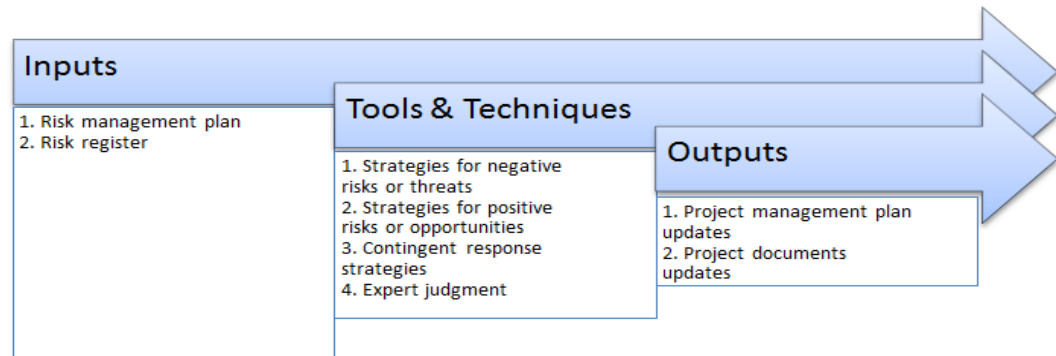 Inputs
1. Risk management plan
2. Risk register
Tools & Techniques
1. Strategies for negative
risks or threats
2. Strategies for positive
risks or opportunities
3. Contingent response
strategies
4. Expert judgment
Outputs
1. Project management plan
updates
2. Project documents
updates